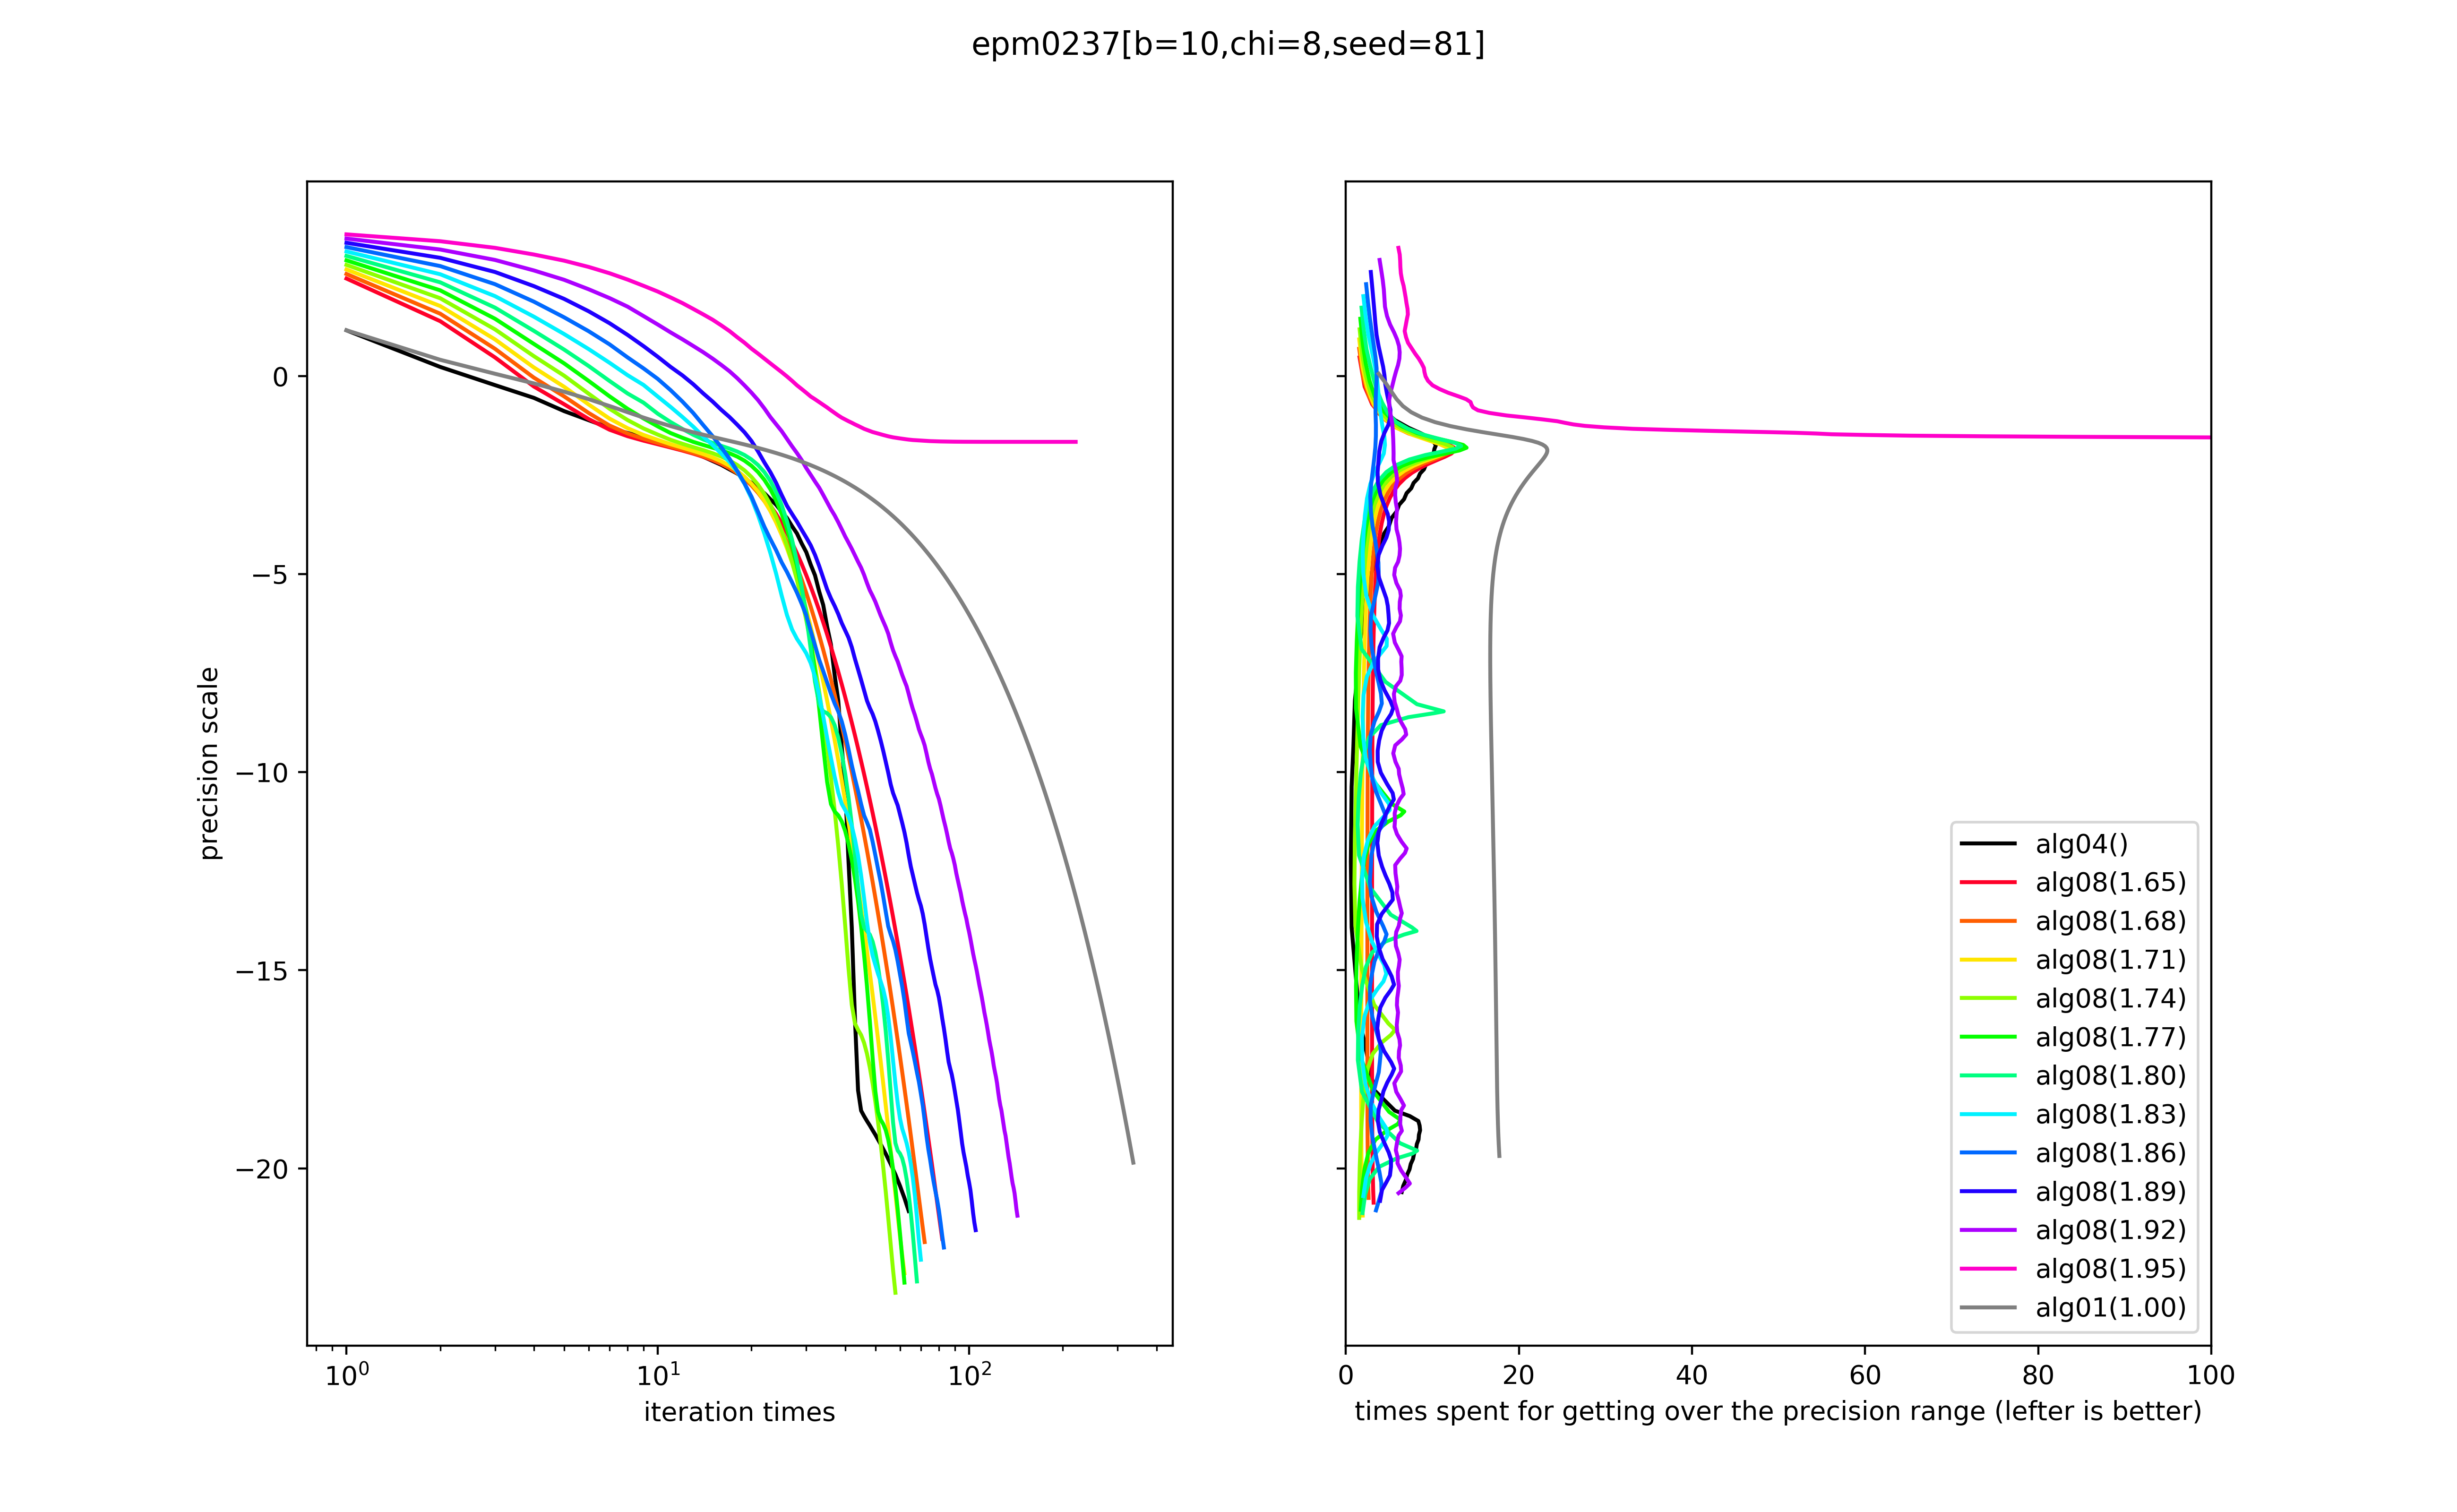 epm0237[b=10,chi=8,seed=81]
precision scale
0
−5
−10
−15
−20
10⁰
10¹
10²
iteration times
0
20
40
60
80
100
times spent for getting over the precision range (lefter is better)
alg04()
alg08(1.65)
alg08(1.68)
alg08(1.71)
alg08(1.74)
alg08(1.77)
alg08(1.80)
alg08(1.83)
alg08(1.86)
alg08(1.89)
alg08(1.92)
alg08(1.95)
alg01(1.00)